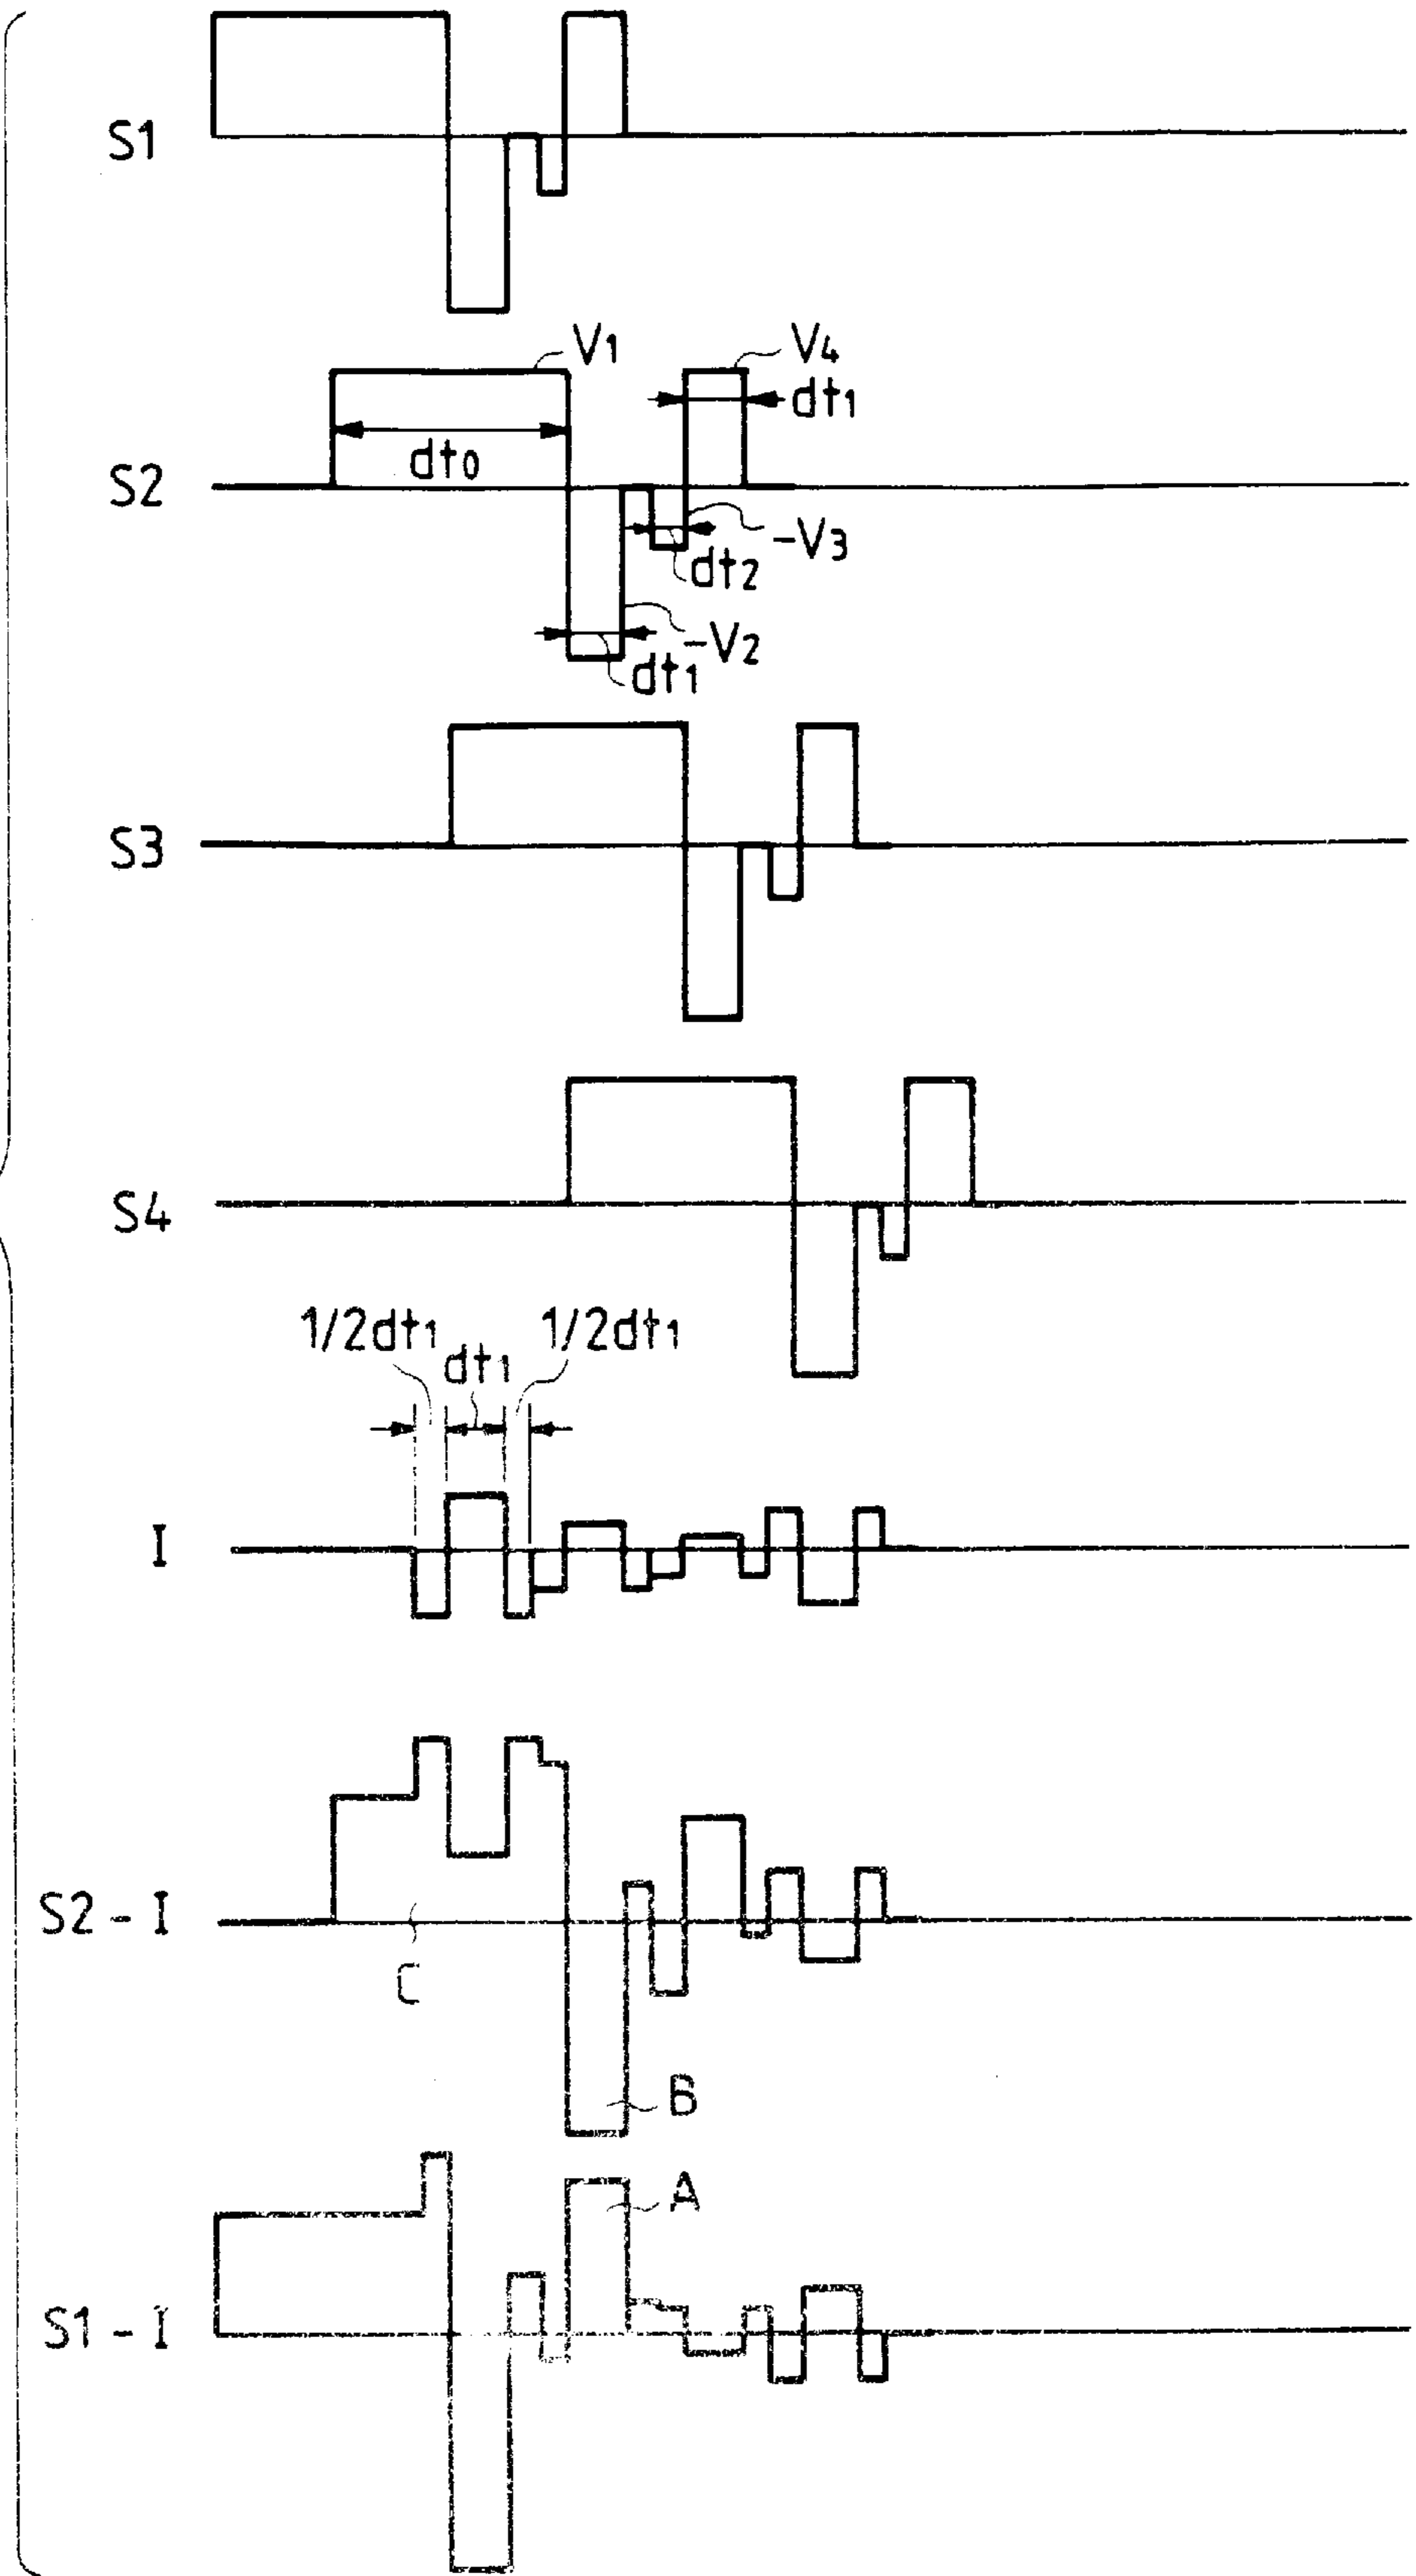 S1
V1
V4
dt1
dt0
S2
-V3
dt2
-V2
dt1
S3
S4
1/2dt1
1/2dt1
dt1
I
S2 - I
C
B
A
S1 - I